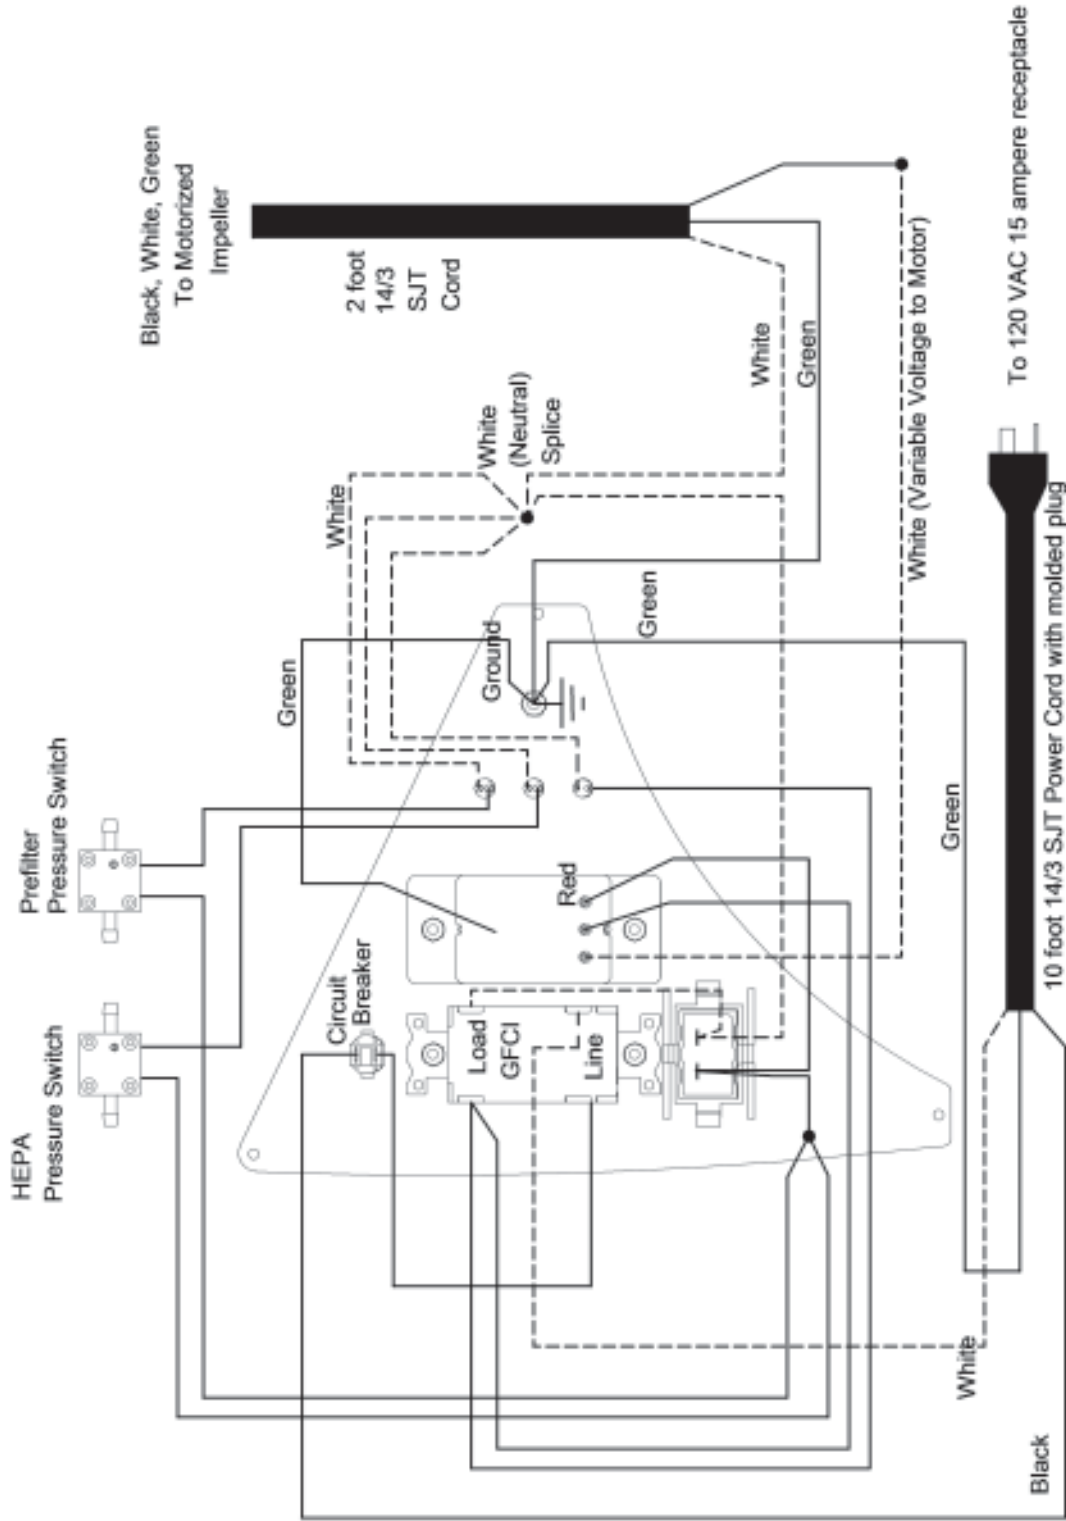 HEPA
Pressure Switch
Prefilter
Pressure Switch
Black, White, Green
To Motorized
Impeller
2 foot
14/3
SJT
Cord
Green
White
White
(Neutral)
Splice
Circuit
Breaker
Ground
Load
GFCI
Line
Red
Green
White
Green
White (Variable Voltage to Motor)
Green
White
Black
10 foot 14/3 SJT Power Cord with molded plug
To 120 VAC 15 ampere receptacle